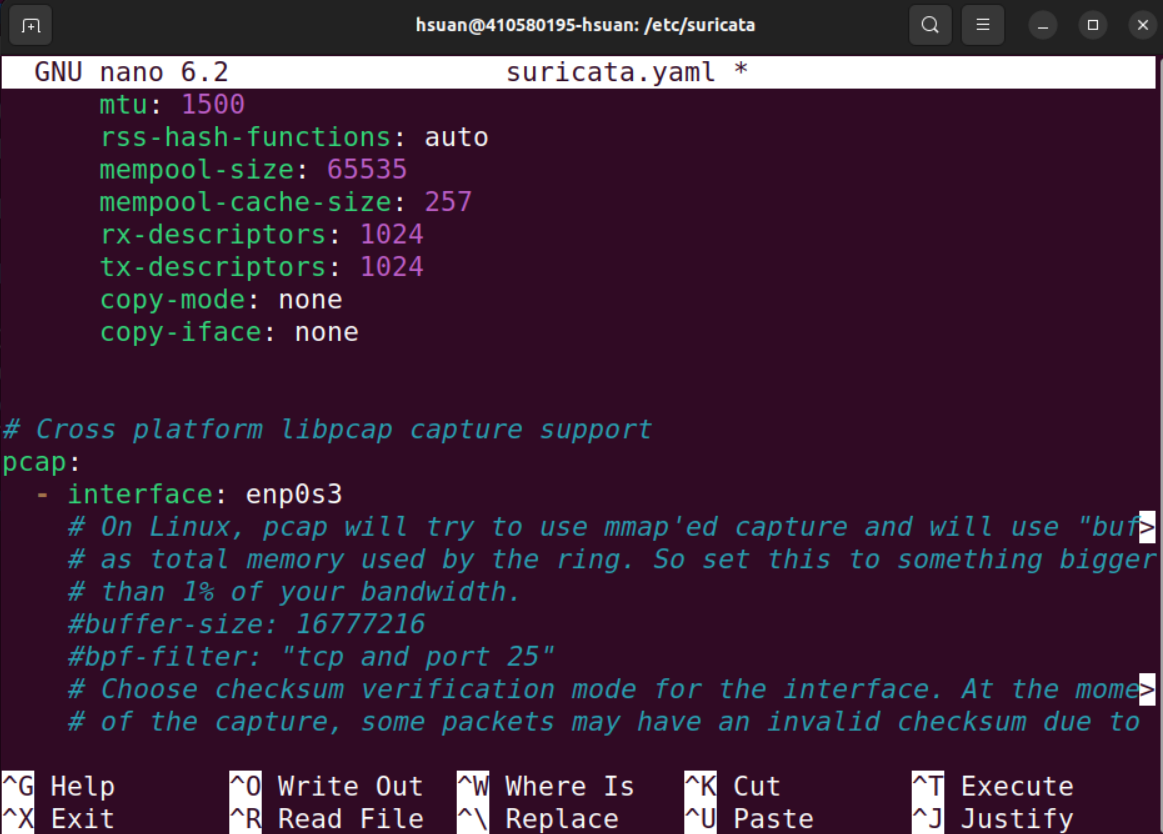 hsuan@410580195-hsuan: /etc/suricata
GNU nano 6.2 suricata.yaml *
mtu: 1500
rss-hash-functions: auto
mempool-size: 65535
mempool-cache-size: 257
rx-descriptors: 1024
tx-descriptors: 1024
copy-mode: none
copy-iface: none
# Cross platform libpcap capture support
pcap:
- interface: enp0s3
# On Linux, pcap will try to use mmap'ed capture and will use "buf>
# as total memory used by the ring. So set this to something bigger
# than 1% of your bandwidth.
#buffer-size: 16777216
#bpf-filter: "tcp and port 25"
# Choose checksum verification mode for the interface. At the mome>
# of the capture, some packets may have an invalid checksum due to
^G Help ^O Write Out ^W Where Is ^K Cut ^T Execute
^X Exit ^R Read File ^\ Replace ^U Paste ^J Justify